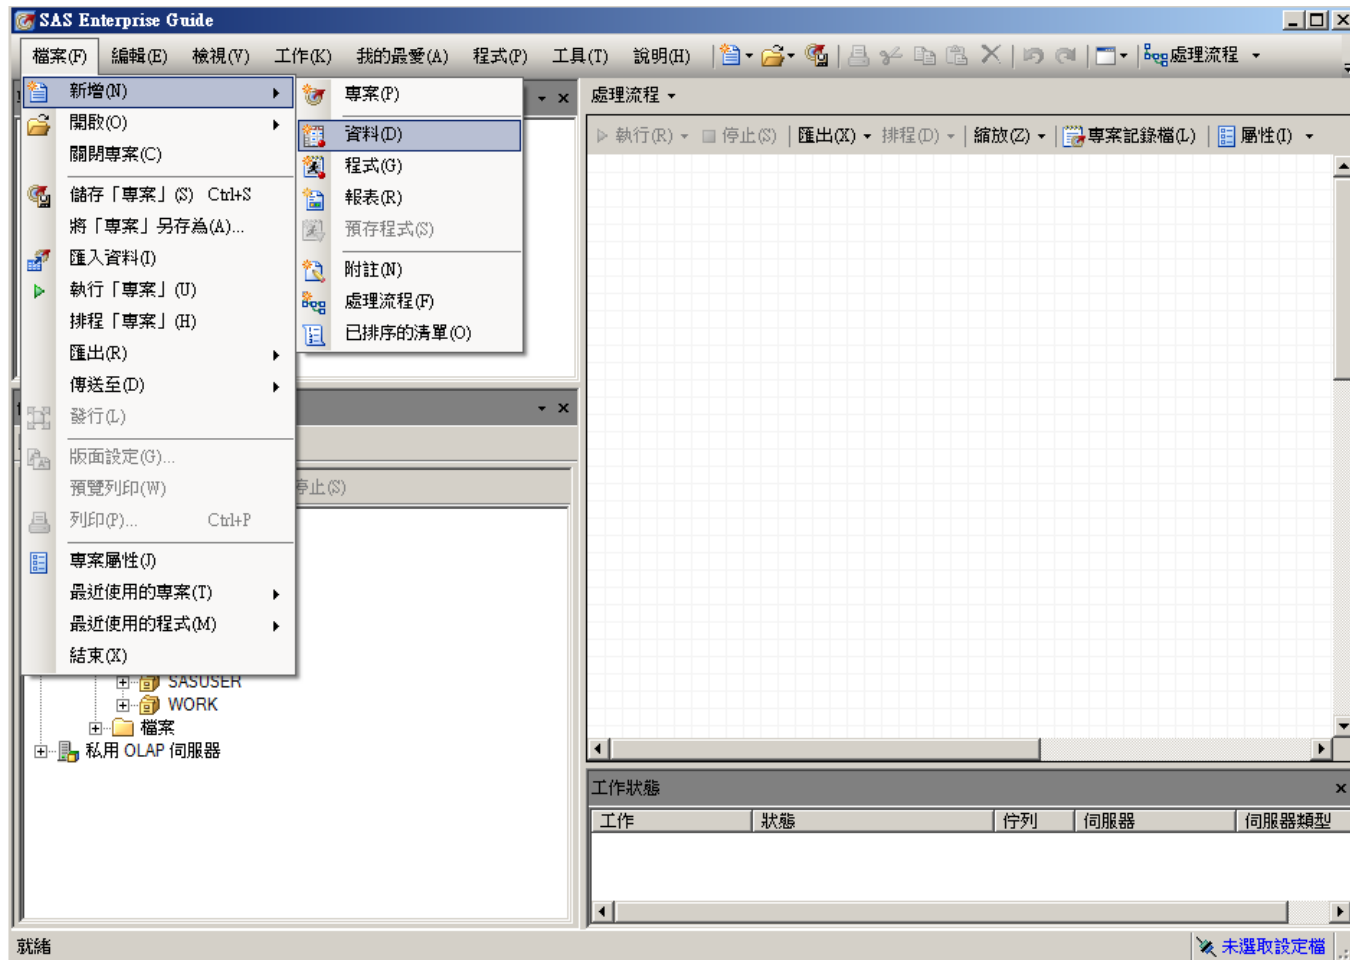 SAS Enterprise Guide
檔案(F) 編輯(E) 檢視(V) 工作(K) 我的最愛(A) 程式(P) 工具(T) 說明(H) 處理流程
新增(N)
開啟(O)
關閉專案(C)
儲存「專案」(S) Ctrl+S
將「專案」另存為(A)...
匯入資料(I)
執行「專案」(U)
排程「專案」(H)
匯出(R)
傳送至(D)
發行(L)
版面設定(G)...
預覽列印(W)
列印(P)... Ctrl+P
專案屬性(J)
最近使用的專案(T)
最近使用的程式(M)
結束(X)
專案(P)
資料(D)
程式(G)
報表(R)
預存程式(S)
附註(N)
處理流程(F)
已排序的清單(O)
停止(S)
SASUSER
WORK
檔案
私用 OLAP 伺服器
處理流程
執行(R) 停止(S) 匯出(X) 排程(D) 縮放(Z) 專案記錄檔(L) 屬性(I)
工作狀態
工作 狀態 佇列 伺服器 伺服器類型
就緒
未選取設定檔